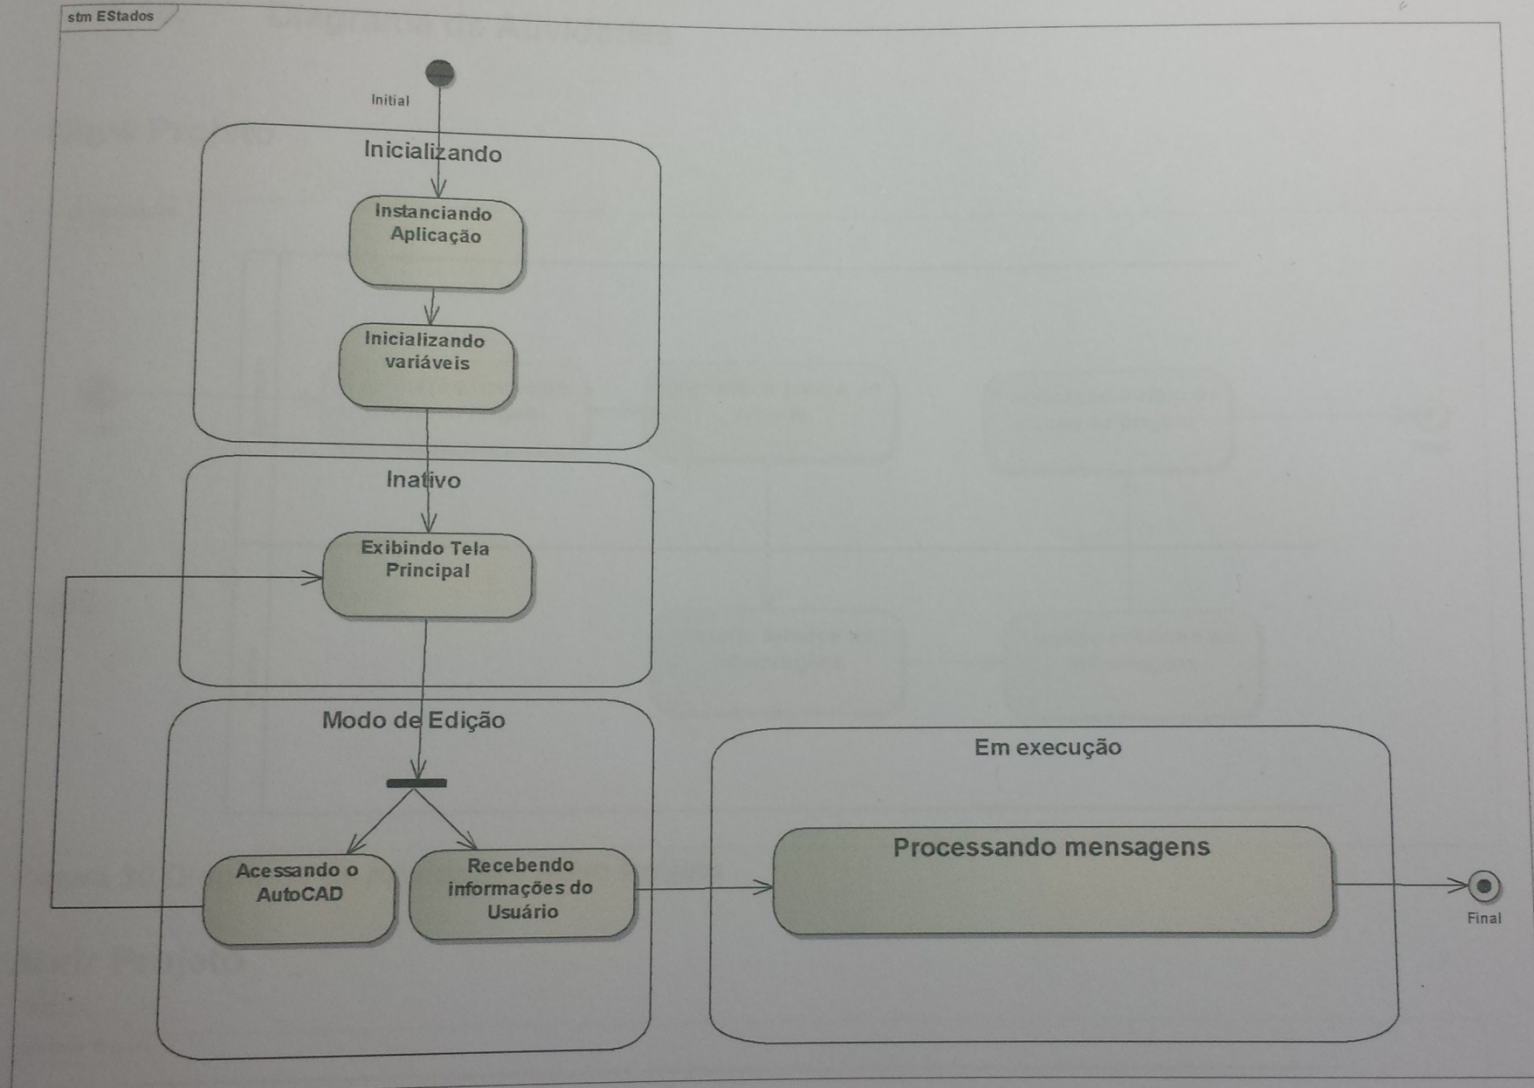 stm EStados
Initial
Inicializando
Instanciando
Aplicação
Inicializando
variáveis
Inativo
Exibindo Tela
Principal
Modo de Edição
Acessando o
AutoCAD
Recebendo
informações do
Usuário
Em execução
Processando mensagens
Final